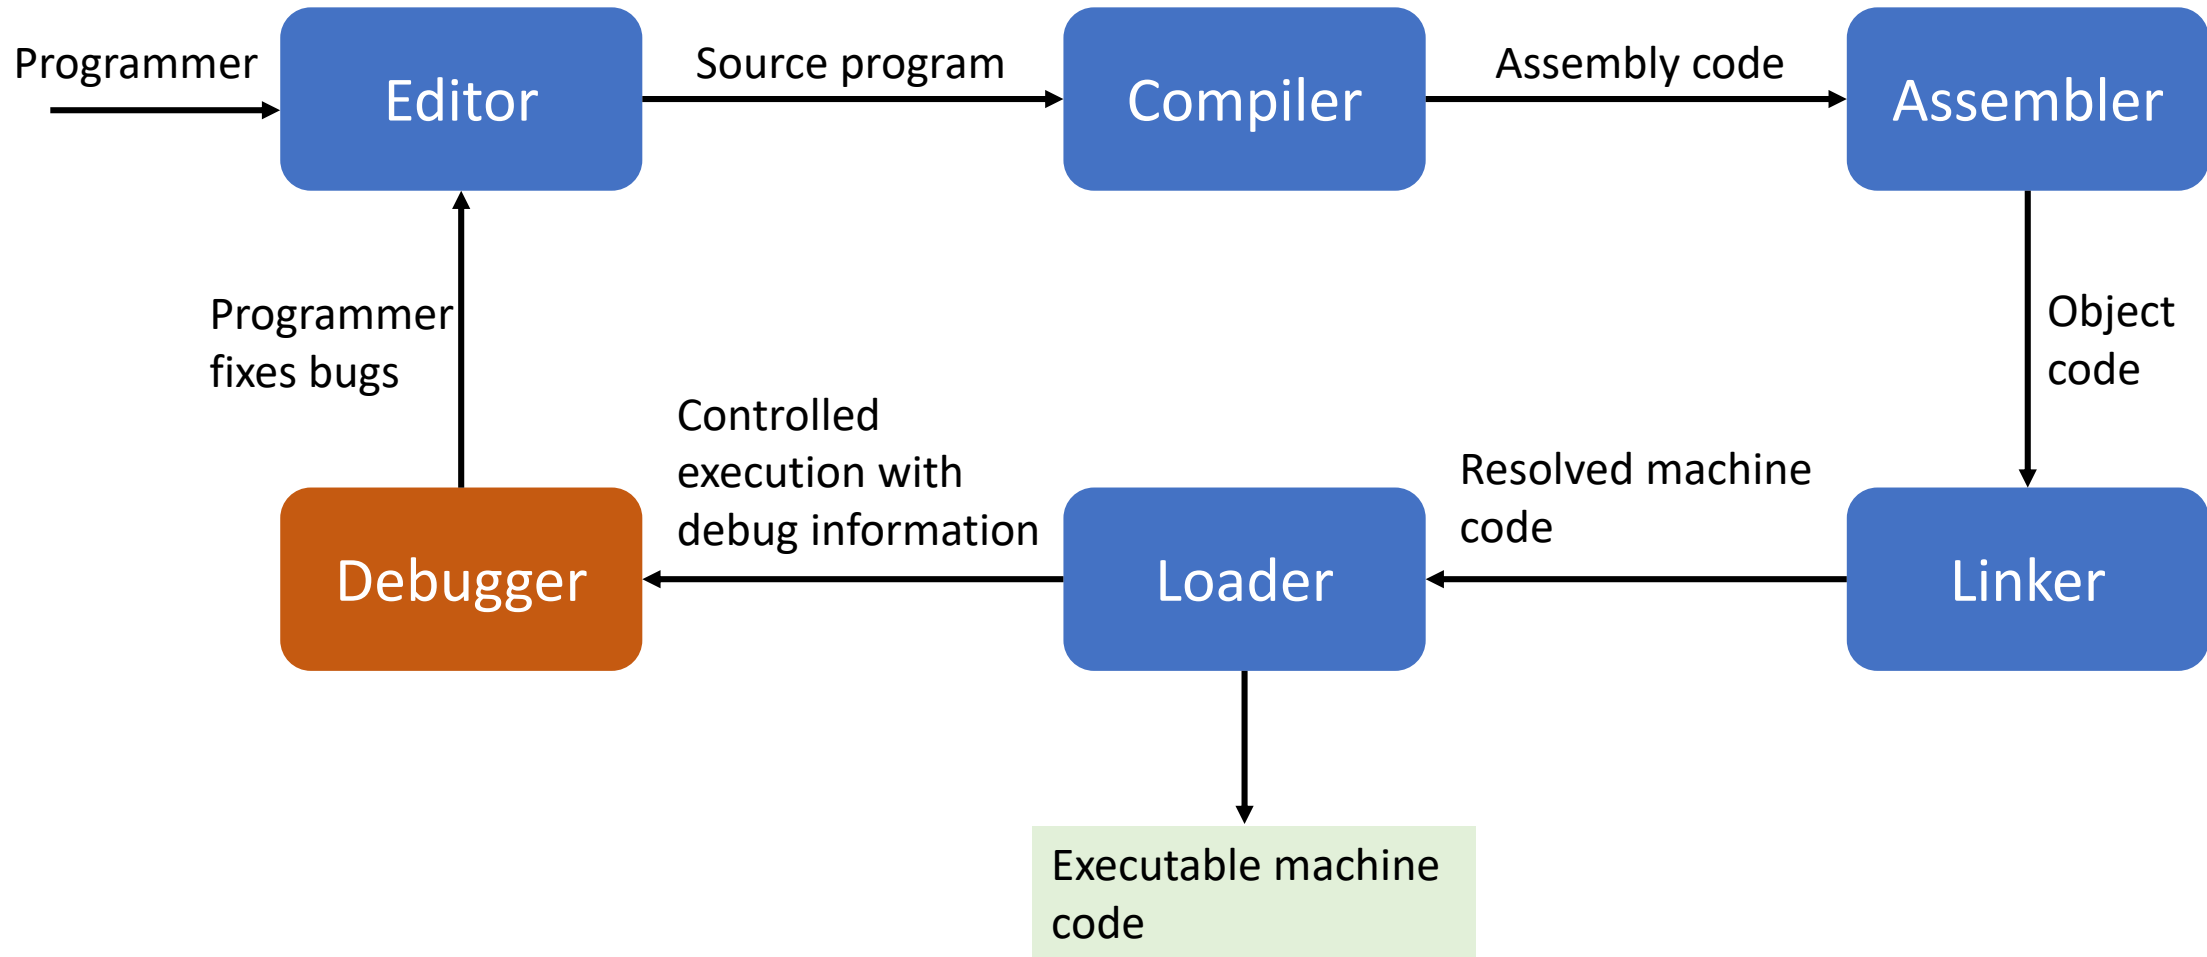 Programmer
Editor
Source program
Compiler
Assembly code
Assembler
Programmer
fixes bugs
Object
code
Controlled
execution with
debug information
Resolved machine
code
Debugger
Loader
Linker
Executable machine
code